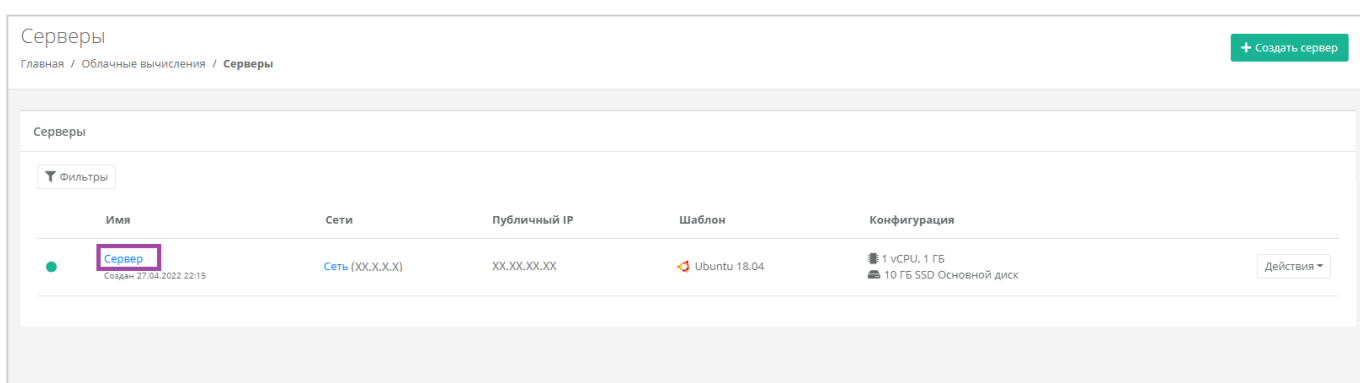 Серверы
+ Создать сервер
Главная / Облачные вычисления / Серверы
Серверы
Фильтры
Имя Сети Публичный IP Шаблон Конфигурация
Сервер Сеть (XX.X.X.X) XX.XX.XX.XX Ubuntu 18.04 1 vCPU, 1 ГБ Действия
Создан 27.04.2022 22:15 10 ГБ SSD Основной диск